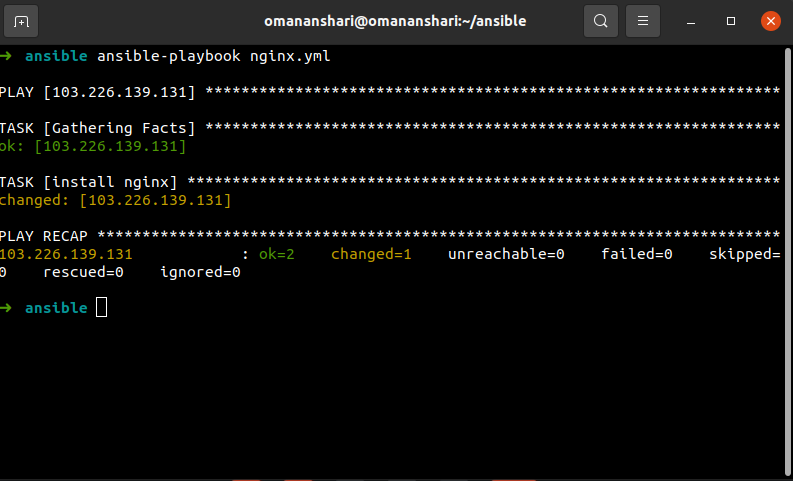 omananshari@omananshari:~/ansible
➜ ansible ansible-playbook nginx.yml
PLAY [103.226.139.131] ****************************************************************
TASK [Gathering Facts] ****************************************************************
ok: [103.226.139.131]
TASK [install nginx] ******************************************************************
changed: [103.226.139.131]
PLAY RECAP ****************************************************************************
103.226.139.131            : ok=2    changed=1    unreachable=0    failed=0    skipped=
0    rescued=0    ignored=0
➜ ansible